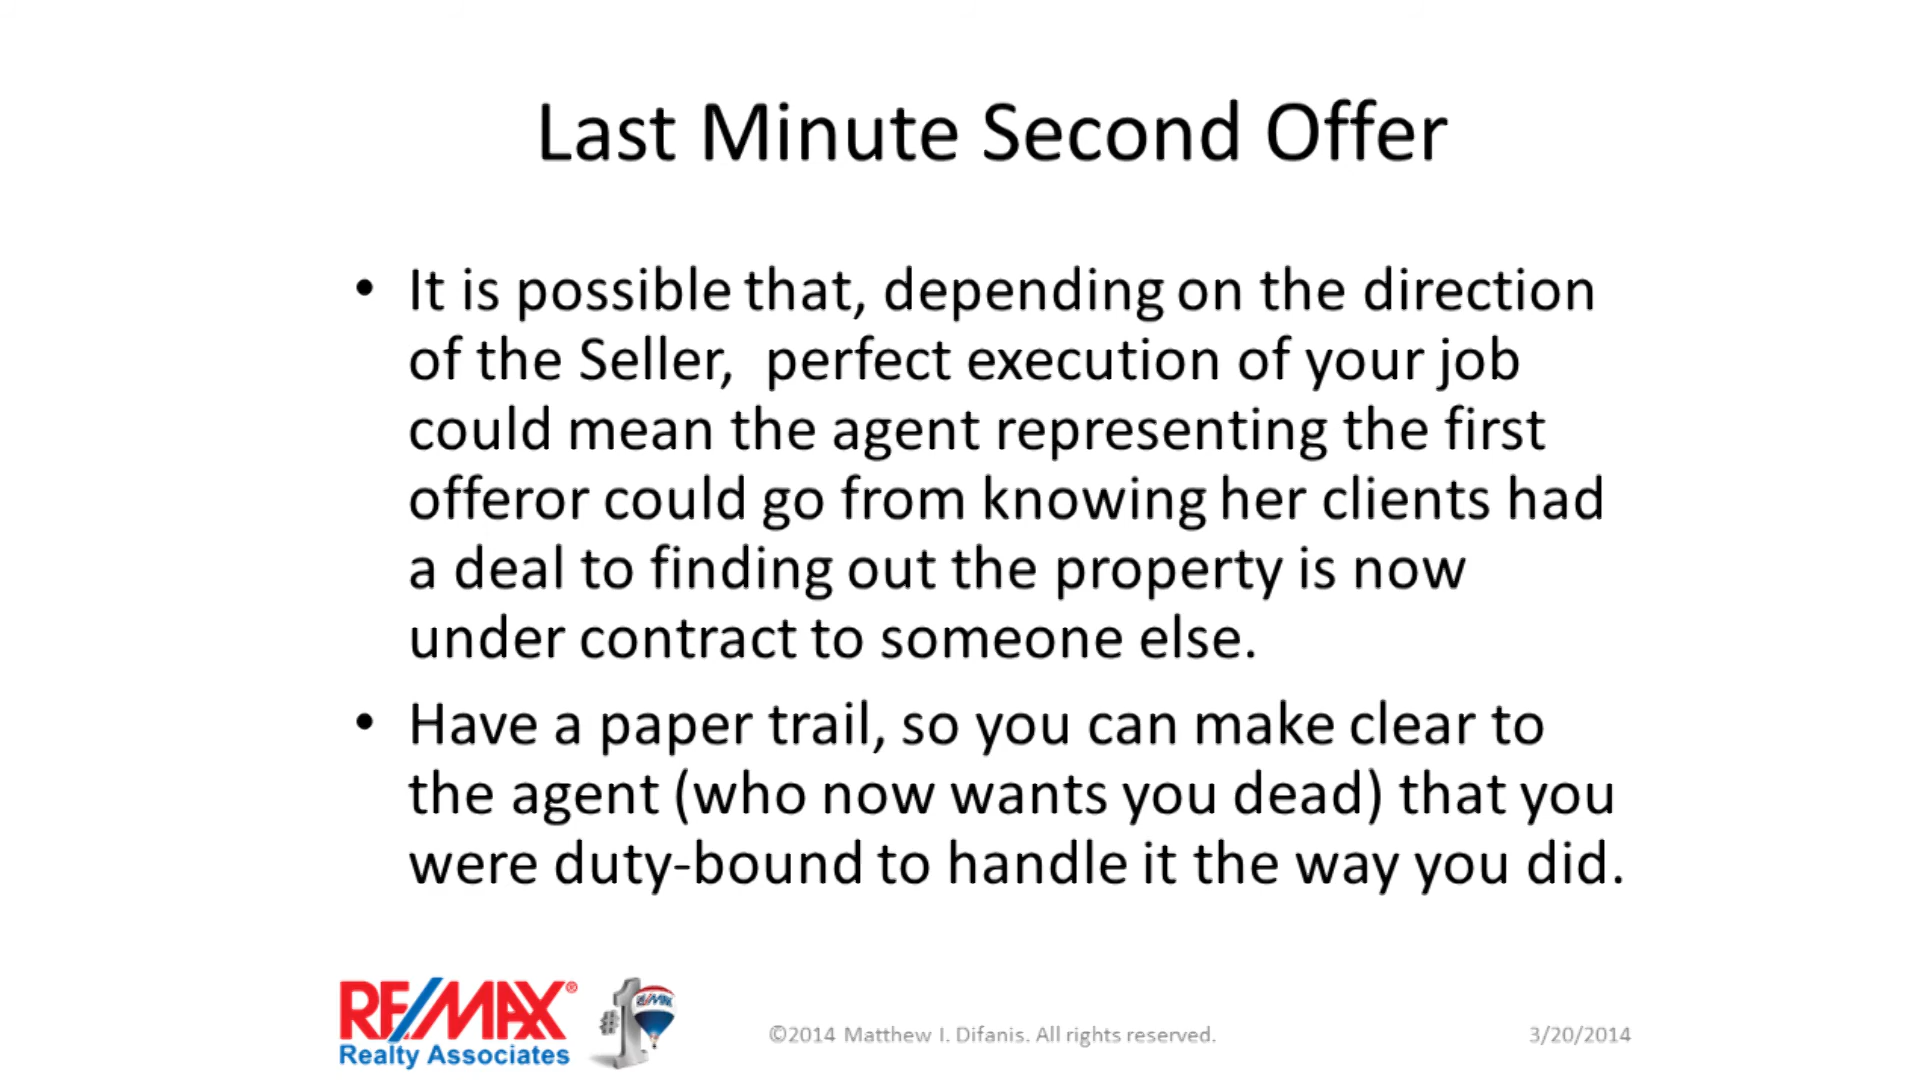 Last Minute Second Offer
• It is possible that, depending on the direction
of the Seller, perfect execution of your job
could mean the agent representing the first
offeror could go from knowing her clients had
a deal to finding out the property is now
under contract to someone else.
• Have a paper trail, so you can make clear to
the agent (who now wants you dead) that you
were duty-bound to handle it the way you did.
RE/MAX®
Realty Associates
#1
RE/MAX
©2014 Matthew I. Difanis. All rights reserved.
3/20/2014